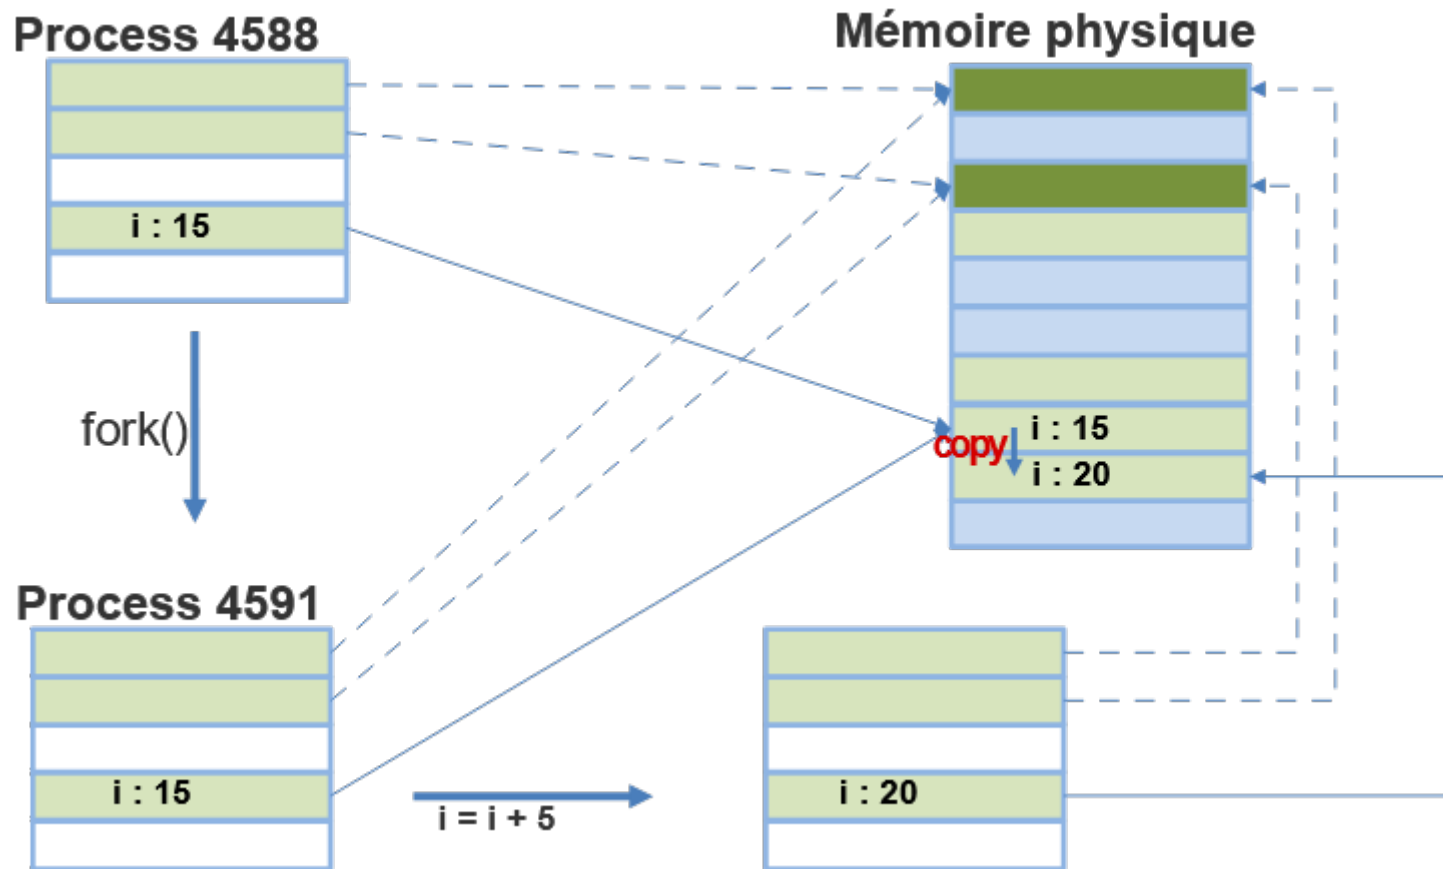 Process 4588
Mémoire physique
i : 15
fork()
i : 15
copy
i : 20
Process 4591
i : 15
i = i + 5
i : 20